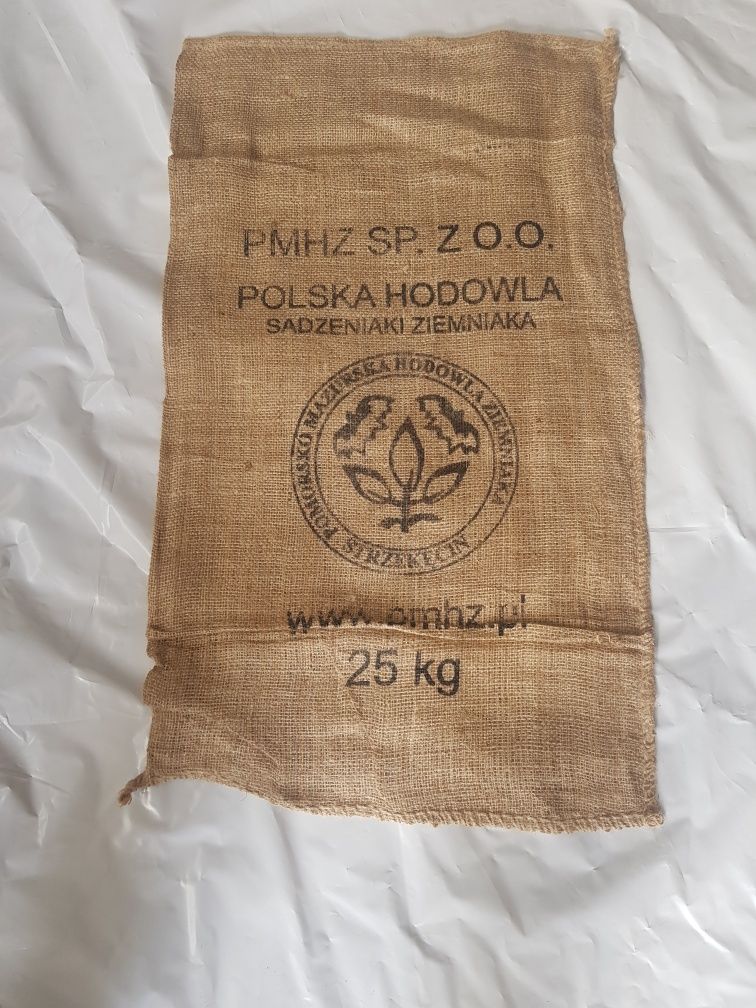 PMHZ SP. Z O.O.
POLSKA HODOWLA
SADZENIAKI ZIEMNIAKA
POMORSKO MAZURSKA HODOWLA ZIEMNIAKA
STRZEKĘCIN
www.pmhz.pl
25 kg